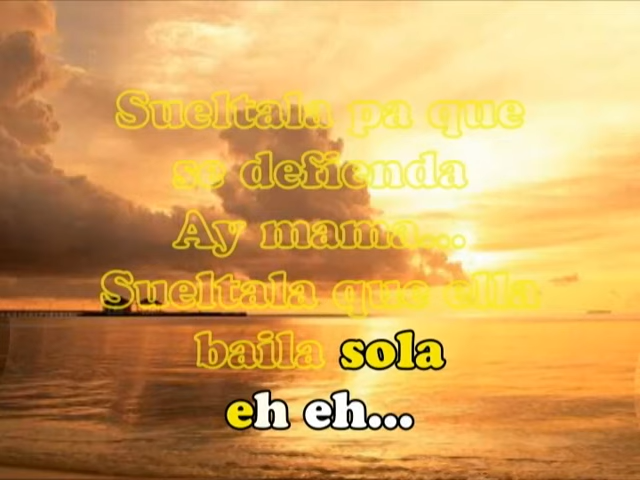 Sueltala pa que
se defienda
Ay mama...
Sueltala que ella
baila sola
eh eh...